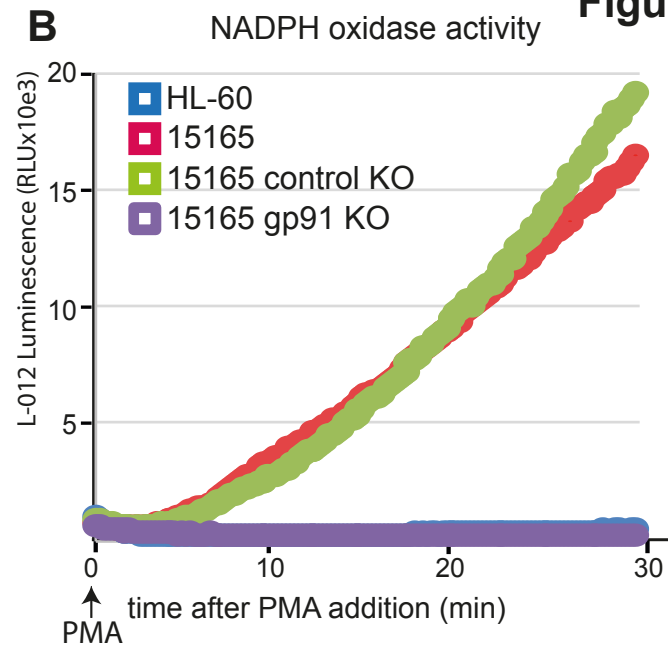 Figu
B
NADPH oxidase activity
L-012 Luminescence (RLUx10e3)
20
15
10
5
HL-60
15165
15165 control KO
15165 gp91 KO
0
10
20
30
time after PMA addition (min)
PMA